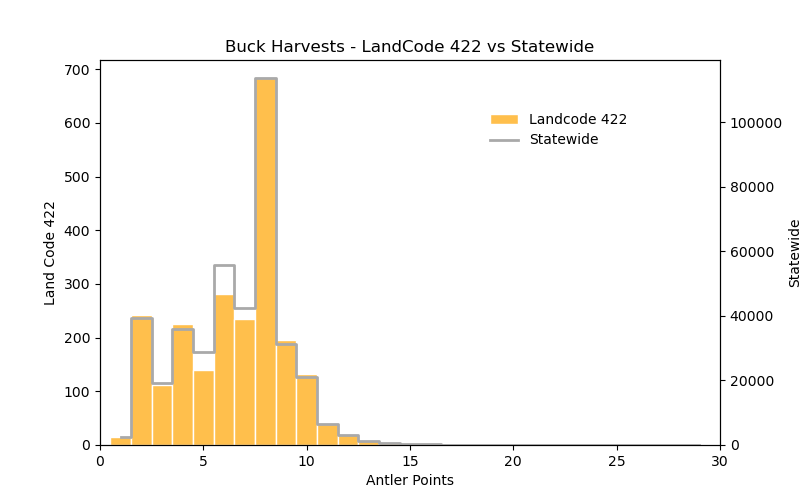 Buck Harvests - LandCode 422 vs Statewide
700
600
500
400
300
200
100
0
Land Code 422
Landcode 422
Statewide
100000
80000
60000
40000
20000
0
Statewide
0 5 10 15 20 25 30
Antler Points